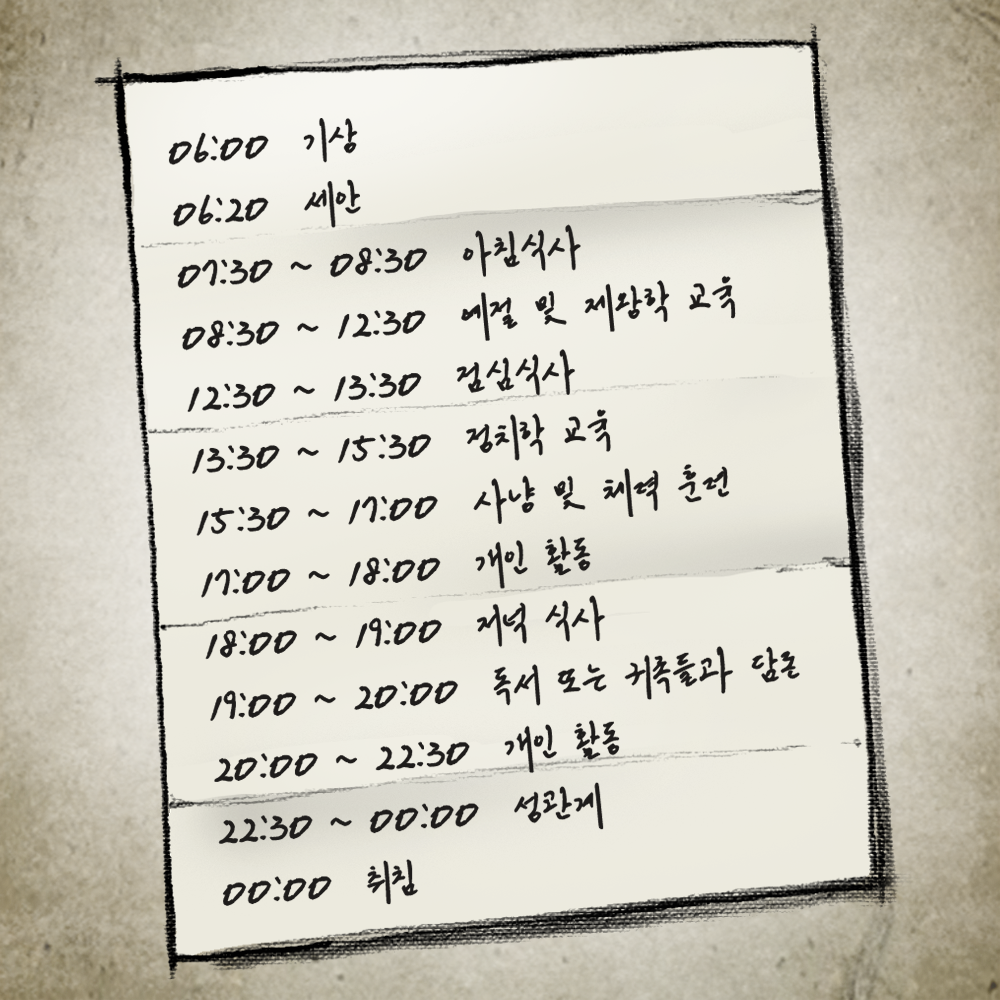 06:00 기상
06:20 세안
07:30 ~ 08:30 아침식사
08:30 ~ 12:30 예절 및 제왕학 교육
12:30 ~ 13:30 점심식사
13:30 ~ 15:30 정치학 교육
15:30 ~ 17:00 사냥 및 체력 훈련
17:00 ~ 18:00 개인 활동
18:00 ~ 19:00 저녁 식사
19:00 ~ 20:00 독서 또는 귀족들과 담론
20:00 ~ 22:30 개인 활동
22:30 ~ 00:00 성관계
00:00 취침